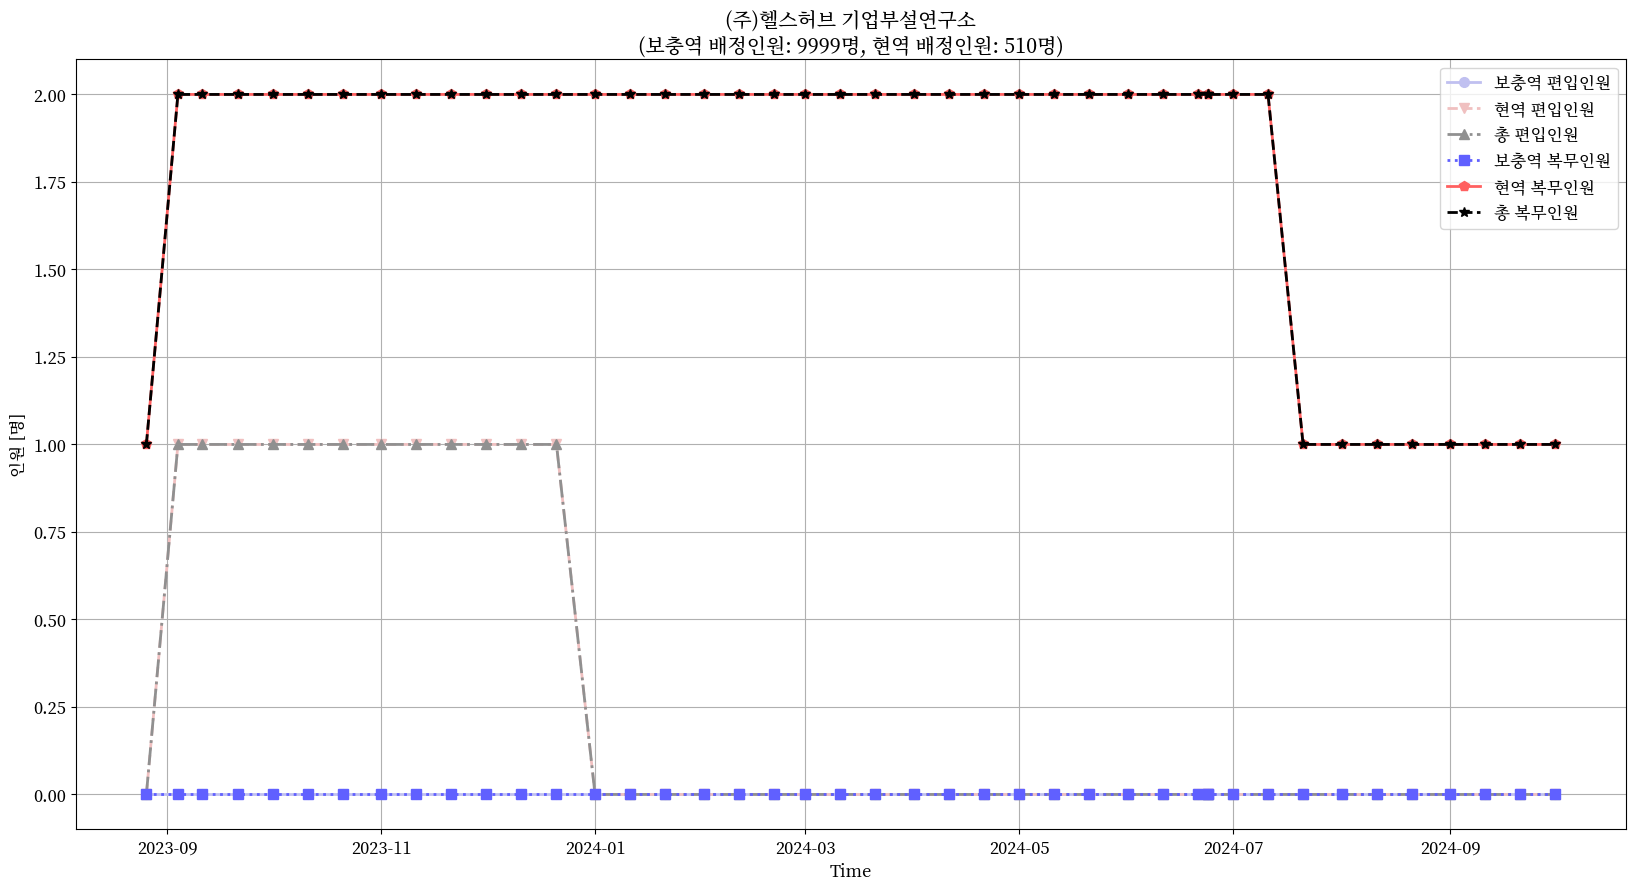 (주)헬스허브 기업부설연구소
(보충역 배정인원: 9999명, 현역 배정인원: 510명)
보충역 편입인원
현역 편입인원
총 편입인원
보충역 복무인원
현역 복무인원
총 복무인원
인원 [명]
2.00
1.75
1.50
1.25
1.00
0.75
0.50
0.25
0.00
2023-09 2023-11 2024-01 2024-03 2024-05 2024-07 2024-09
Time